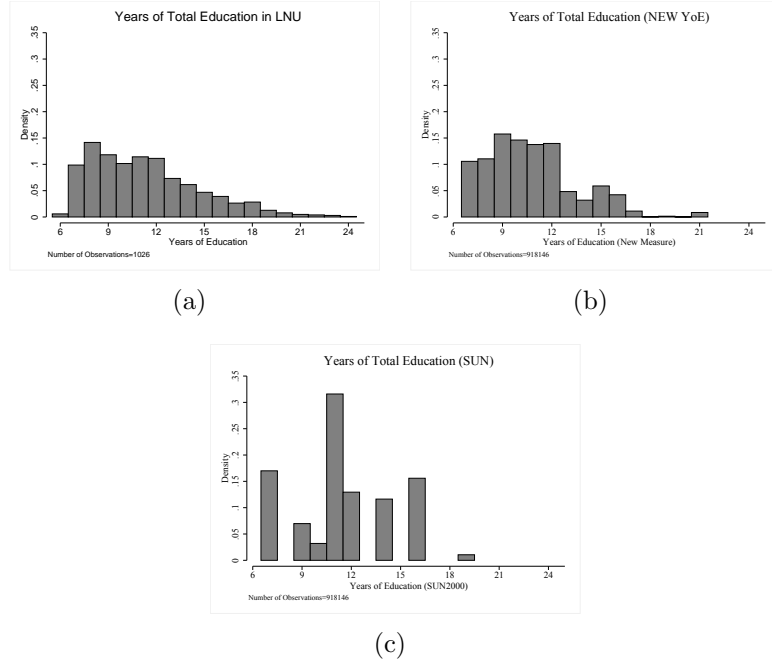 Years of Total Education in LNU
Density
0 .05 .1 .15 .2 .25 .3 .35
6 9 12 15 18 21 24
Years of Education
Number of Observations=1026
(a)
Years of Total Education (NEW YoE)
Density
0 .05 .1 .15 .2 .25 .3 .35
6 9 12 15 18 21 24
Years of Education (New Measure)
Number of Observations=918146
(b)
Years of Total Education (SUN)
Density
0 .05 .1 .15 .2 .25 .3 .35
6 9 12 15 18 21 24
Years of Education (SUN2000)
Number of Observations=918146
(c)